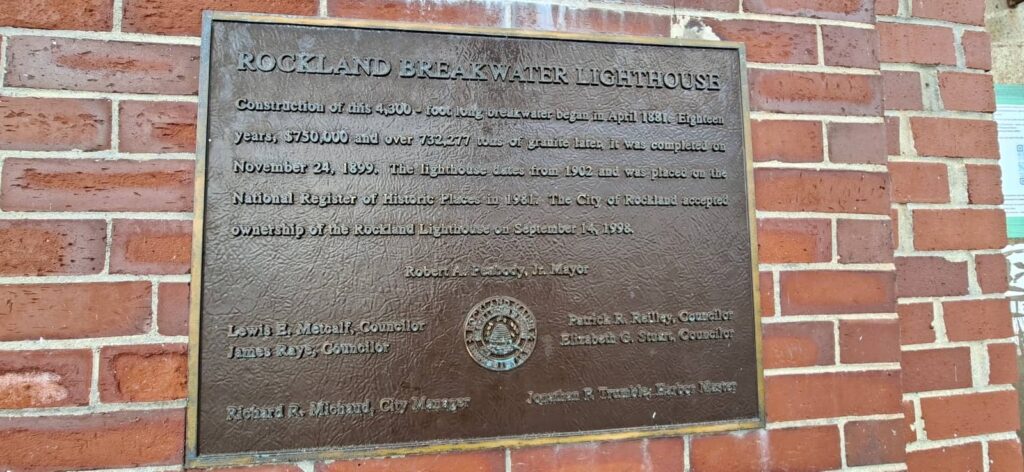 ROCKLAND BREAKWATER LIGHTHOUSE
Construction of this 4,300 - foot long breakwater began in April 1881. Eighteen
years, $750,000 and over 732,277 tons of granite later, it was completed on
November 24, 1899. The lighthouse dates from 1902 and was placed on the
National Register of Historic Places in 1981. The City of Rockland accepted
ownership of the Rockland Lighthouse on September 14, 1998.
Robert A. Peabody, Jr. Mayor
Lewis E. Metcalf, Councilor
James Raye, Councilor
Patrick R. Reilley, Councilor
Elizabeth G. Stuart, Councilor
Richard R. Michaud, City Manager
Jonathan P. Trumble, Harbor Master